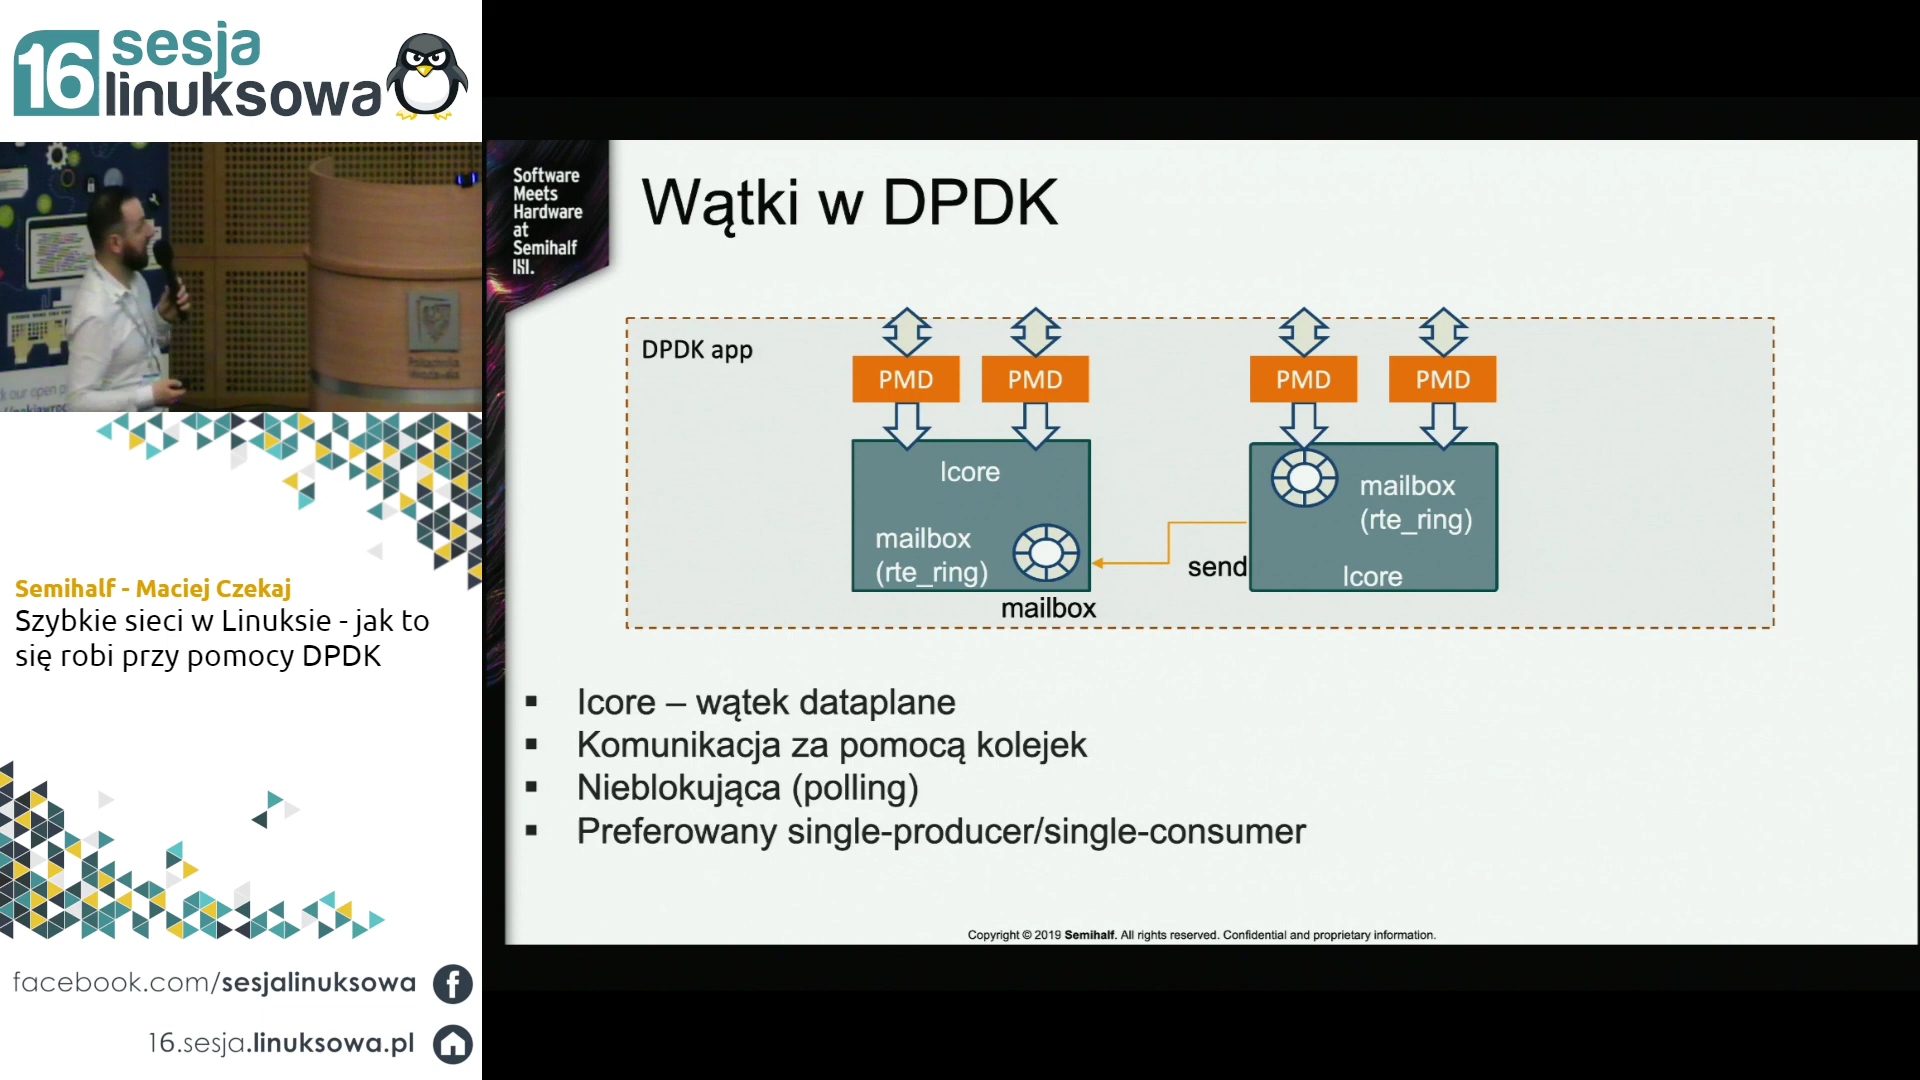 16 sesja
linuksowa
Semihalf - Maciej Czekaj
Szybkie sieci w Linuksie - jak to
się robi przy pomocy DPDK
facebook.com/sesjalinuksowa
16.sesja.linuksowa.pl
Software
Meets
Hardware
at
Semihalf
Wątki w DPDK
DPDK app
PMD
PMD
PMD
PMD
lcore
mailbox
(rte_ring)
mailbox
send
mailbox
(rte_ring)
lcore
▪ lcore – wątek dataplane
▪ Komunikacja za pomocą kolejek
▪ Nieblokująca (polling)
▪ Preferowany single-producer/single-consumer
Copyright © 2019 Semihalf. All rights reserved. Confidential and proprietary information.